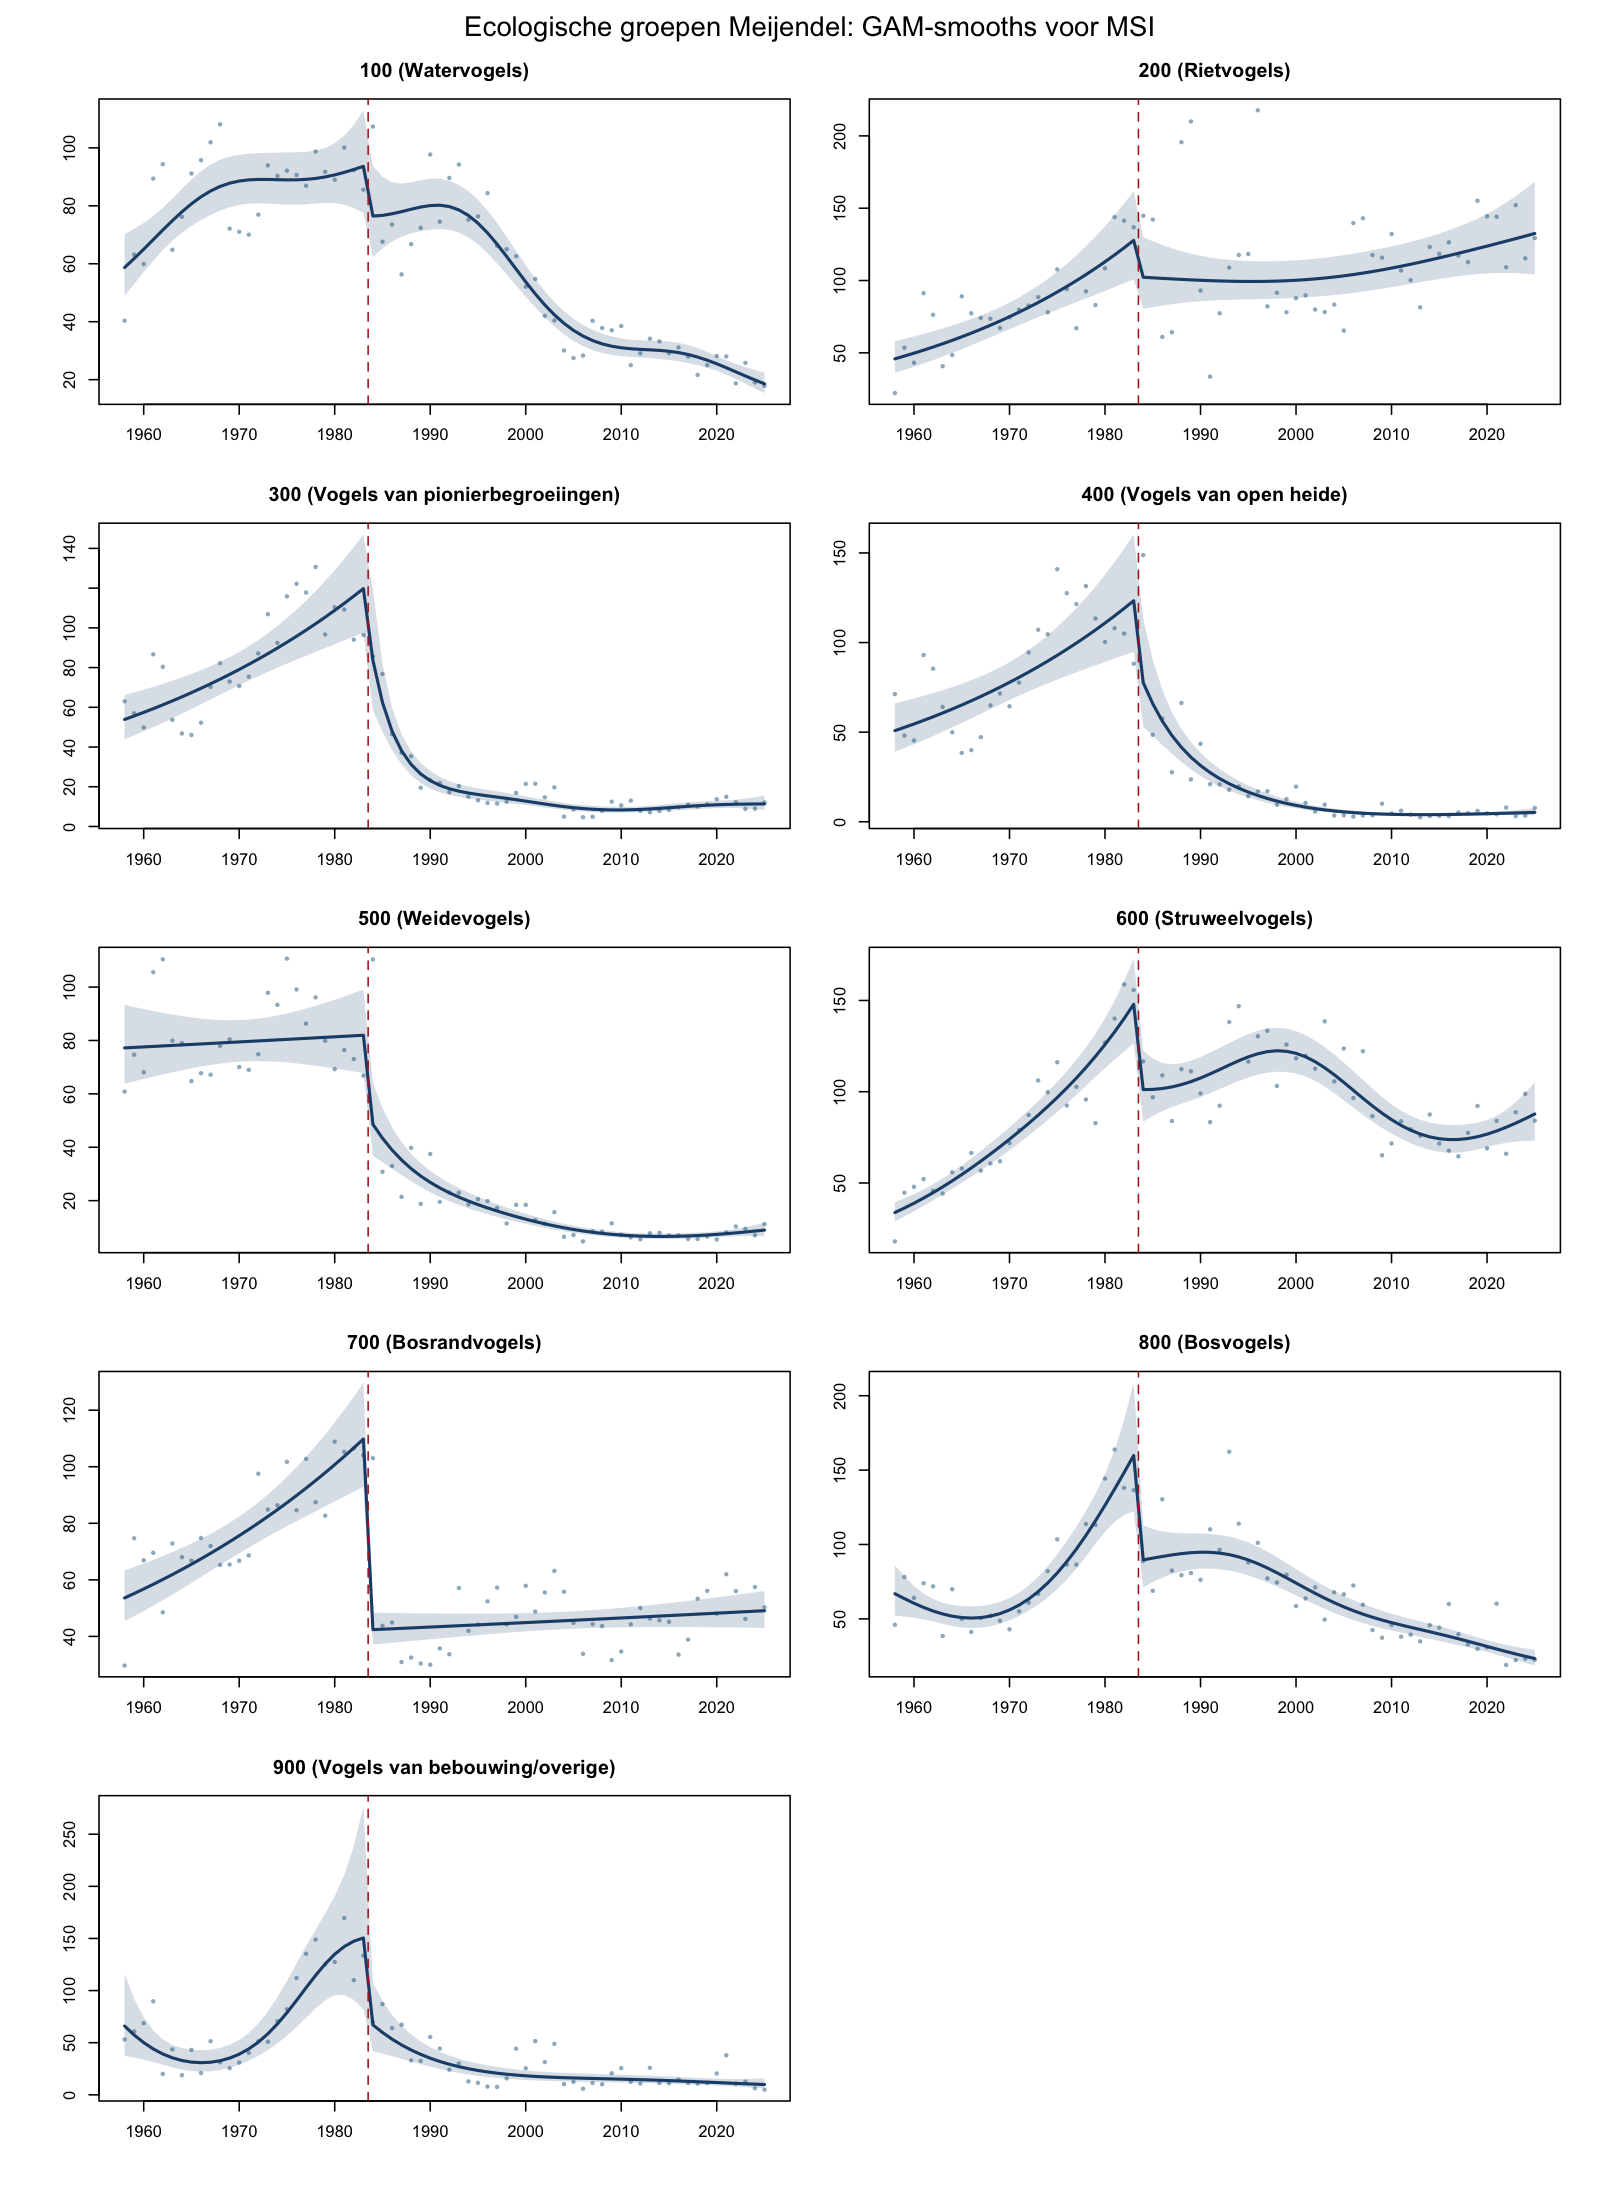 Ecologische groepen Meijendel: GAM-smooths voor MSI
100 (Watervogels)
20 40 60 80 100
1960 1970 1980 1990 2000 2010 2020
200 (Rietvogels)
50 100 150 200
1960 1970 1980 1990 2000 2010 2020
300 (Vogels van pionierbegroeiingen)
0 20 40 60 80 100 140
1960 1970 1980 1990 2000 2010 2020
400 (Vogels van open heide)
0 50 100 150
1960 1970 1980 1990 2000 2010 2020
500 (Weidevogels)
20 40 60 80 100
1960 1970 1980 1990 2000 2010 2020
600 (Struweelvogels)
50 100 150
1960 1970 1980 1990 2000 2010 2020
700 (Bosrandvogels)
40 60 80 100 120
1960 1970 1980 1990 2000 2010 2020
800 (Bosvogels)
50 100 150 200
1960 1970 1980 1990 2000 2010 2020
900 (Vogels van bebouwing/overige)
0 50 100 150 200 250
1960 1970 1980 1990 2000 2010 2020